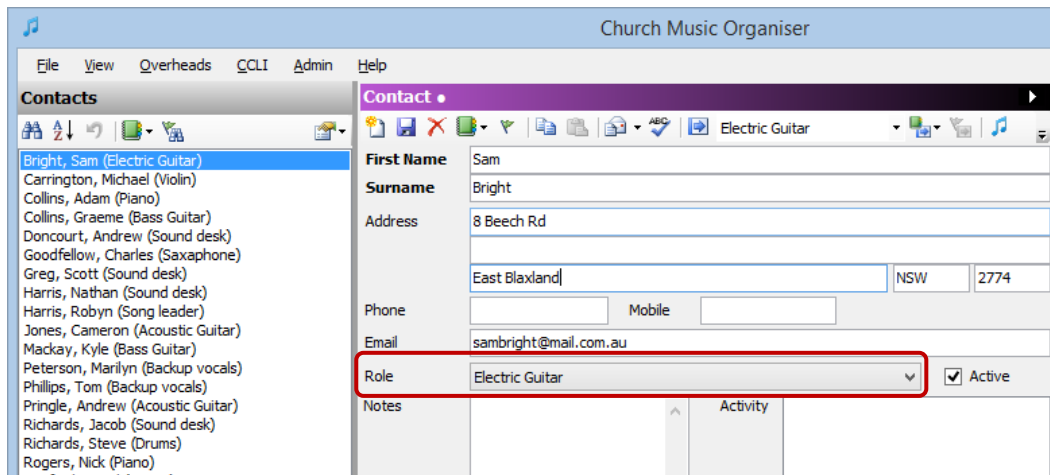 Church Music Organiser
File View Overheads CCLI Admin Help
Contacts
Bright, Sam (Electric Guitar)
Carrington, Michael (Violin)
Collins, Adam (Piano)
Collins, Graeme (Bass Guitar)
Doncourt, Andrew (Sound desk)
Goodfellow, Charles (Saxaphone)
Greg, Scott (Sound desk)
Harris, Nathan (Sound desk)
Harris, Robyn (Song leader)
Jones, Cameron (Acoustic Guitar)
Mackay, Kyle (Bass Guitar)
Peterson, Marilyn (Backup vocals)
Phillips, Tom (Backup vocals)
Pringle, Andrew (Acoustic Guitar)
Richards, Jacob (Sound desk)
Richards, Steve (Drums)
Rogers, Nick (Piano)
Contact •
ABC Electric Guitar
First Name Sam
Surname Bright
Address 8 Beech Rd
East Blaxland NSW 2774
Phone Mobile
Email sambright@mail.com.au
Role Electric Guitar Active
Notes Activity